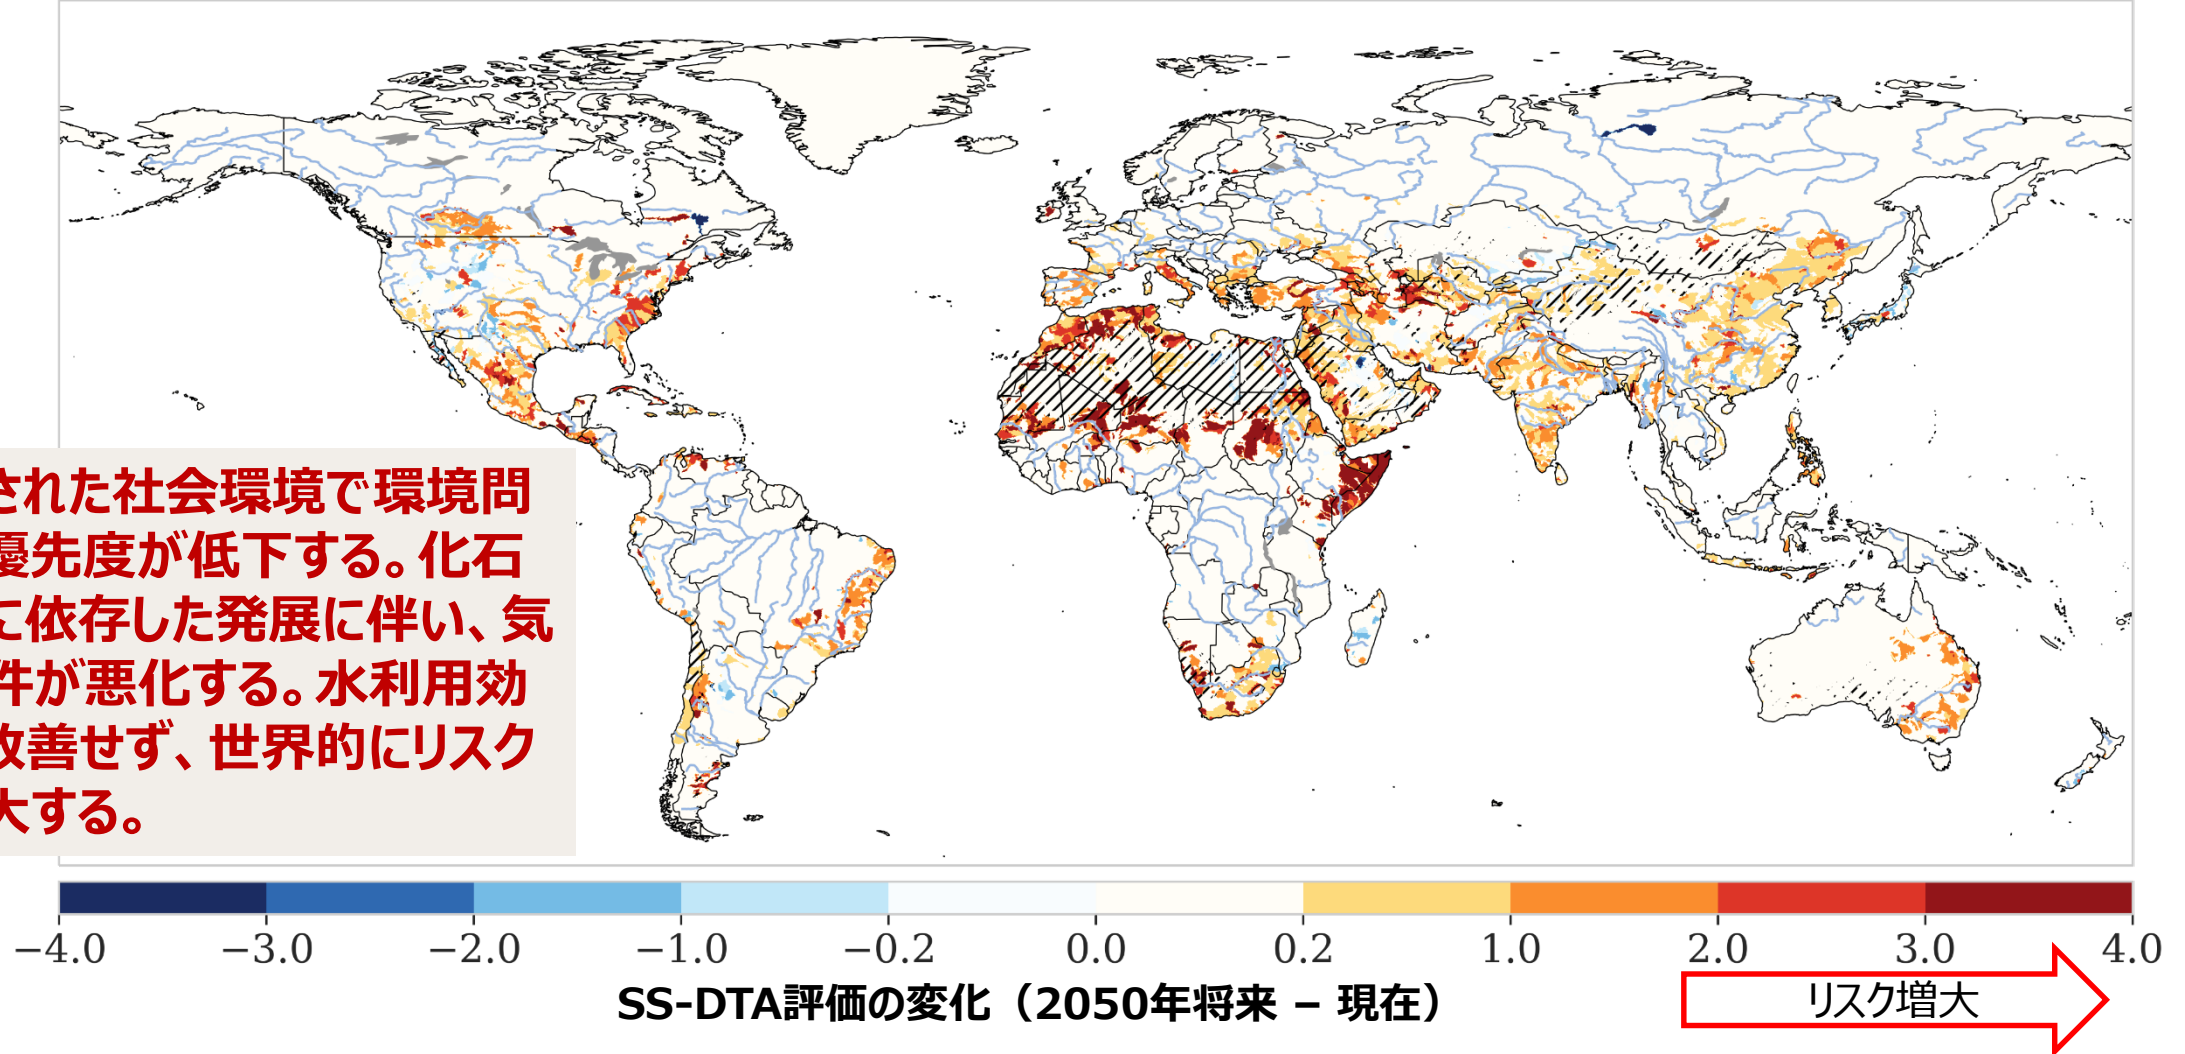 された社会環境で環境問
優先度が低下する。化石
に依存した発展に伴い、気
件が悪化する。水利用効
改善せず、世界的にリスク
大する。
−4.0 −3.0 −2.0 −1.0 −0.2 0.0 0.2 1.0 2.0 3.0 4.0
SS-DTA評価の変化（2050年将来 – 現在）
リスク増大